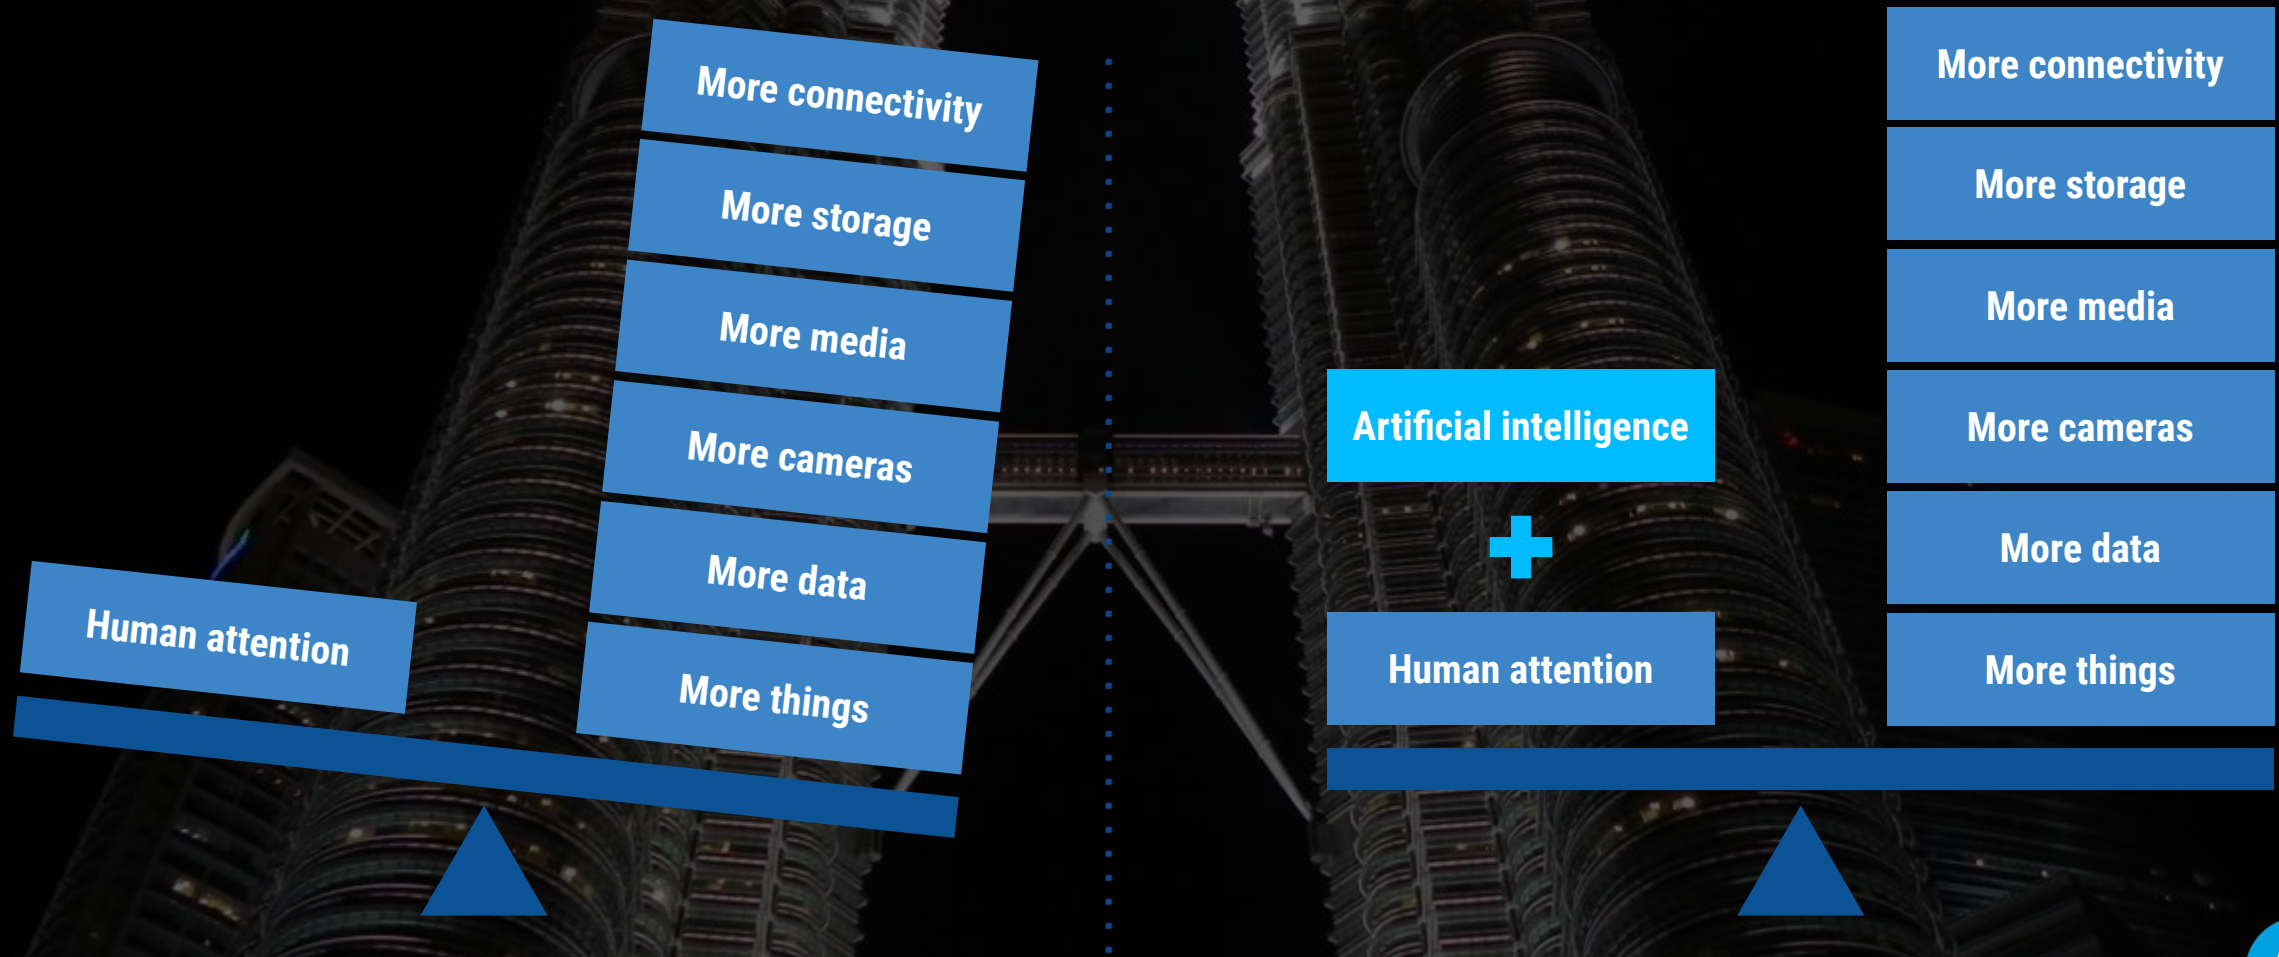 More connectivity
More storage
More media
More cameras
More data
More things
Human attention
Artificial intelligence
Human attention
More connectivity
More storage
More media
More cameras
More data
More things